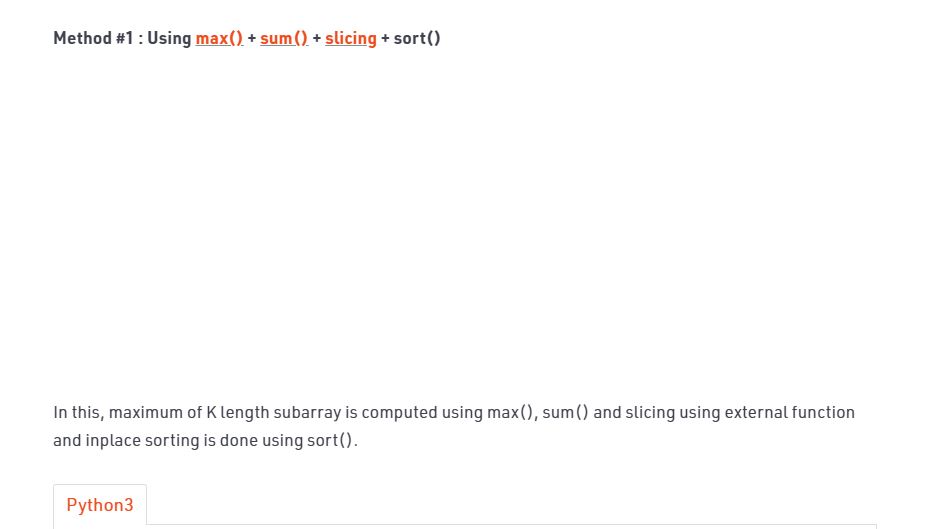 Method #1 : Using max() + sum() + slicing + sort()
In this, maximum of K length subarray is computed using max(), sum() and slicing using external function
and inplace sorting is done using sort().
Python3